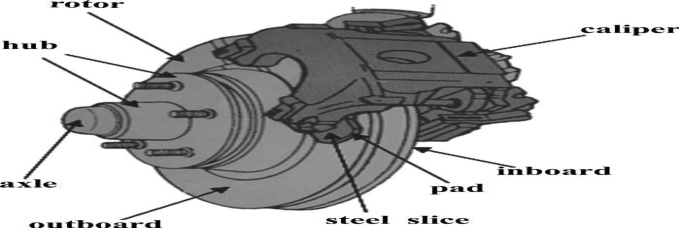 rotor
hub
caliper
axle
inboard
pad
outboard
steel slice